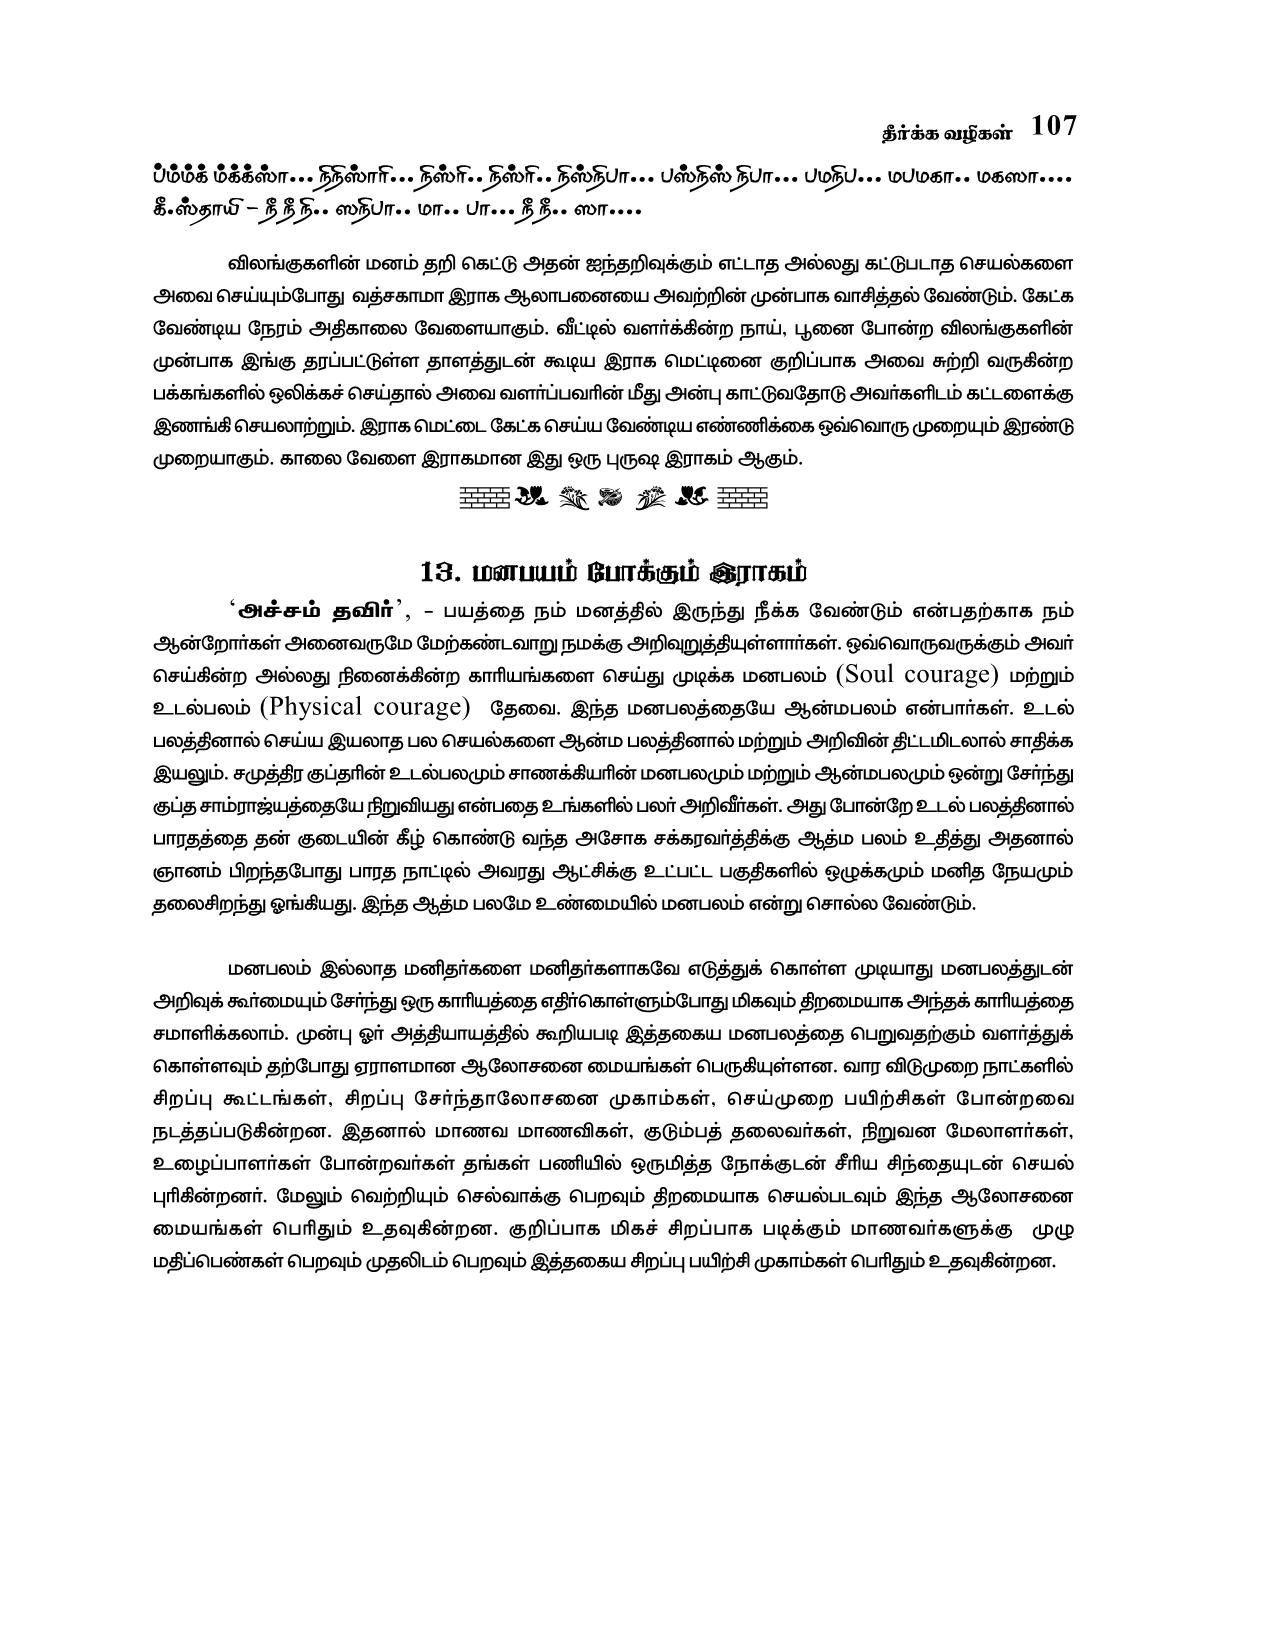 தீர்க்க வழிகள் 107
ப்ம்ம்க் ம்க்க்ஸ்ா... நிநிஸ்ார்... நிஸ்ரி.. நிஸ்ரி.. நிஸ்நிபா... பஸ்நிஸ் நிபா... பமநிப... மபமகா.. மகஸா....
கீ.ஸ்தாயி – நீ நீ நி.. ஸநிபா.. மா.. பா... நீ நீ.. ஸா....
விலங்குகளின் மனம் தறி கெட்டு அதன் ஐந்தறிவுக்கும் எட்டாத அல்லது கட்டுபடாத செயல்களை
அவை செய்யும்போது வத்சகாமா இராக ஆலாபனையை அவற்றின் முன்பாக வாசித்தல் வேண்டும். கேட்க
வேண்டிய நேரம் அதிகாலை வேளையாகும். வீட்டில் வளர்க்கின்ற நாய், பூனை போன்ற விலங்குகளின்
முன்பாக இங்கு தரப்பட்டுள்ள தாளத்துடன் கூடிய இராக மெட்டினை குறிப்பாக அவை சுற்றி வருகின்ற
பக்கங்களில் ஒலிக்கச் செய்தால் அவை வளர்ப்பவரின் மீது அன்பு காட்டுவதோடு அவர்களிடம் கட்டளைக்கு
இணங்கி செயலாற்றும். இராக மெட்டை கேட்க செய்ய வேண்டிய எண்ணிக்கை ஒவ்வொரு முறையும் இரண்டு
முறையாகும். காலை வேளை இராகமான இது ஒரு புருஷ இராகம் ஆகும்.
13. மனபயம் போக்கும் இராகம்
‘அச்சம் தவிர்’, – பயத்தை நம் மனத்தில் இருந்து நீக்க வேண்டும் என்பதற்காக நம்
ஆன்றோர்கள் அனைவருமே மேற்கண்டவாறு நமக்கு அறிவுறுத்தியுள்ளார்கள். ஒவ்வொருவருக்கும் அவர்
செய்கின்ற அல்லது நினைக்கின்ற காரியங்களை செய்து முடிக்க மனபலம் (Soul courage) மற்றும்
உடல்பலம் (Physical courage) தேவை. இந்த மனபலத்தையே ஆன்மபலம் என்பார்கள். உடல்
பலத்தினால் செய்ய இயலாத பல செயல்களை ஆன்ம பலத்தினால் மற்றும் அறிவின் திட்டமிடலால் சாதிக்க
இயலும். சமுத்திர குப்தரின் உடல்பலமும் சாணக்கியரின் மனபலமும் மற்றும் ஆன்மபலமும் ஒன்று சேர்ந்து
குப்த சாம்ராஜ்யத்தையே நிறுவியது என்பதை உங்களில் பலர் அறிவீர்கள். அது போன்றே உடல் பலத்தினால்
பாரதத்தை தன் குடையின் கீழ் கொண்டு வந்த அசோக சக்கரவர்த்திக்கு ஆத்ம பலம் உதித்து அதனால்
ஞானம் பிறந்தபோது பாரத நாட்டில் அவரது ஆட்சிக்கு உட்பட்ட பகுதிகளில் ஒழுக்கமும் மனித நேயமும்
தலைசிறந்து ஓங்கியது. இந்த ஆத்ம பலமே உண்மையில் மனபலம் என்று சொல்ல வேண்டும்.
மனபலம் இல்லாத மனிதர்களை மனிதர்களாகவே எடுத்துக் கொள்ள முடியாது மனபலத்துடன்
அறிவுக் கூர்மையும் சேர்ந்து ஒரு காரியத்தை எதிர்கொள்ளும்போது மிகவும் திறமையாக அந்தக் காரியத்தை
சமாளிக்கலாம். முன்பு ஓர் அத்தியாயத்தில் கூறியபடி இத்தகைய மனபலத்தை பெறுவதற்கும் வளர்த்துக்
கொள்ளவும் தற்போது ஏராளமான ஆலோசனை மையங்கள் பெருகியுள்ளன. வார விடுமுறை நாட்களில்
சிறப்பு கூட்டங்கள், சிறப்பு சேர்ந்தாலோசனை முகாம்கள், செய்முறை பயிற்சிகள் போன்றவை
நடத்தப்படுகின்றன. இதனால் மாணவ மாணவிகள், குடும்பத் தலைவர்கள், நிறுவன மேலாளர்கள்,
உழைப்பாளர்கள் போன்றவர்கள் தங்கள் பணியில் ஒருமித்த நோக்குடன் சீரிய சிந்தையுடன் செயல்
புரிகின்றனர். மேலும் வெற்றியும் செல்வாக்கு பெறவும் திறமையாக செயல்படவும் இந்த ஆலோசனை
மையங்கள் பெரிதும் உதவுகின்றன. குறிப்பாக மிகச் சிறப்பாக படிக்கும் மாணவர்களுக்கு முழு
மதிப்பெண்கள் பெறவும் முதலிடம் பெறவும் இத்தகைய சிறப்பு பயிற்சி முகாம்கள் பெரிதும் உதவுகின்றன.